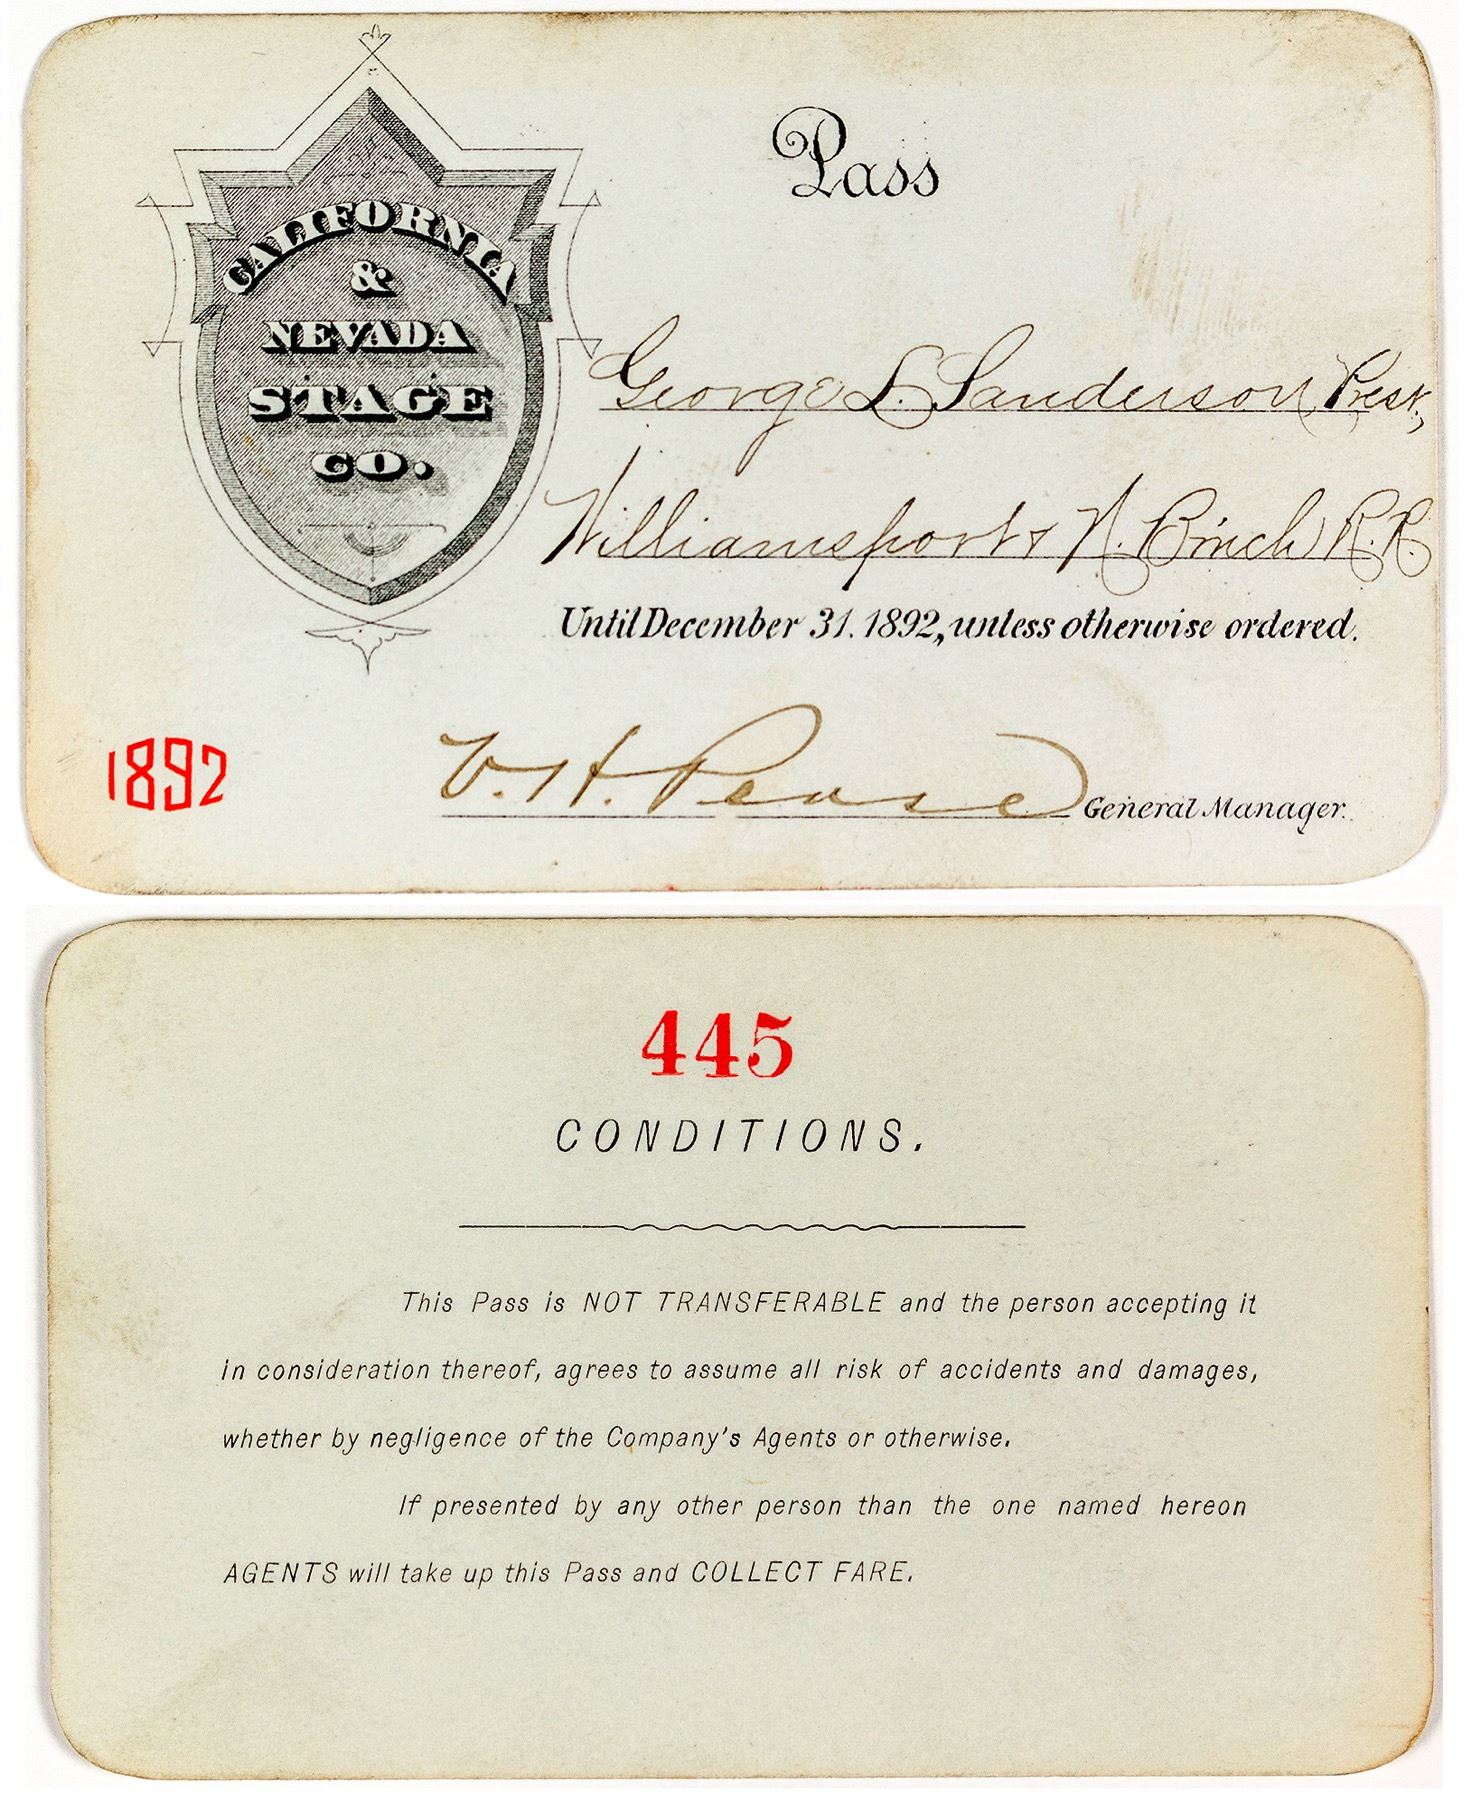 CALIFORNIA
&
NEVADA
STAGE
CO.
Pass
George L. Sanderson Prest,
Williamsport & N. Brnch R.R.
Until December 31. 1892, unless otherwise ordered.
1892
V. H. Pease General Manager.
445
CONDITIONS.
This Pass is NOT TRANSFERABLE and the person accepting it
in consideration thereof, agrees to assume all risk of accidents and damages,
whether by negligence of the Company's Agents or otherwise.
If presented by any other person than the one named hereon
AGENTS will take up this Pass and COLLECT FARE.